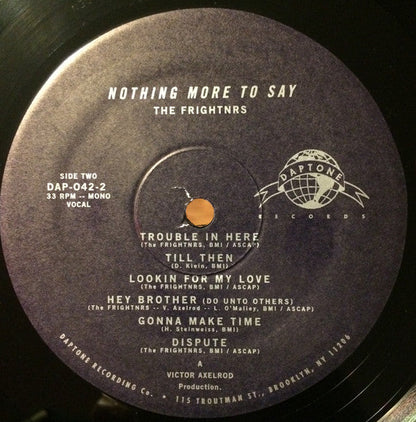 NOTHING MORE TO SAY
THE FRIGHTNRS
SIDE TWO
DAP-042-2
33 RPM -- MONO
VOCAL
DAPTONE
RECORDS
TROUBLE IN HERE
(The FRIGHTNRS, BMI / ASCAP)
TILL THEN
(D. Klein, BMI)
LOOKIN FOR MY LOVE
(The FRIGHTNRS, BMI / ASCAP)
HEY BROTHER (DO UNTO OTHERS)
(The FRIGHTNRS -- V. Axelrod -- L. O'Malley, BMI / ASCAP)
GONNA MAKE TIME
(H. Steinweiss, BMI)
DISPUTE
(The FRIGHTNRS, BMI / ASCAP)
A
VICTOR AXELROD
Production.
DAPTONE RECORDING Co. * 115 TROUTMAN ST., BROOKLYN, NY 11206